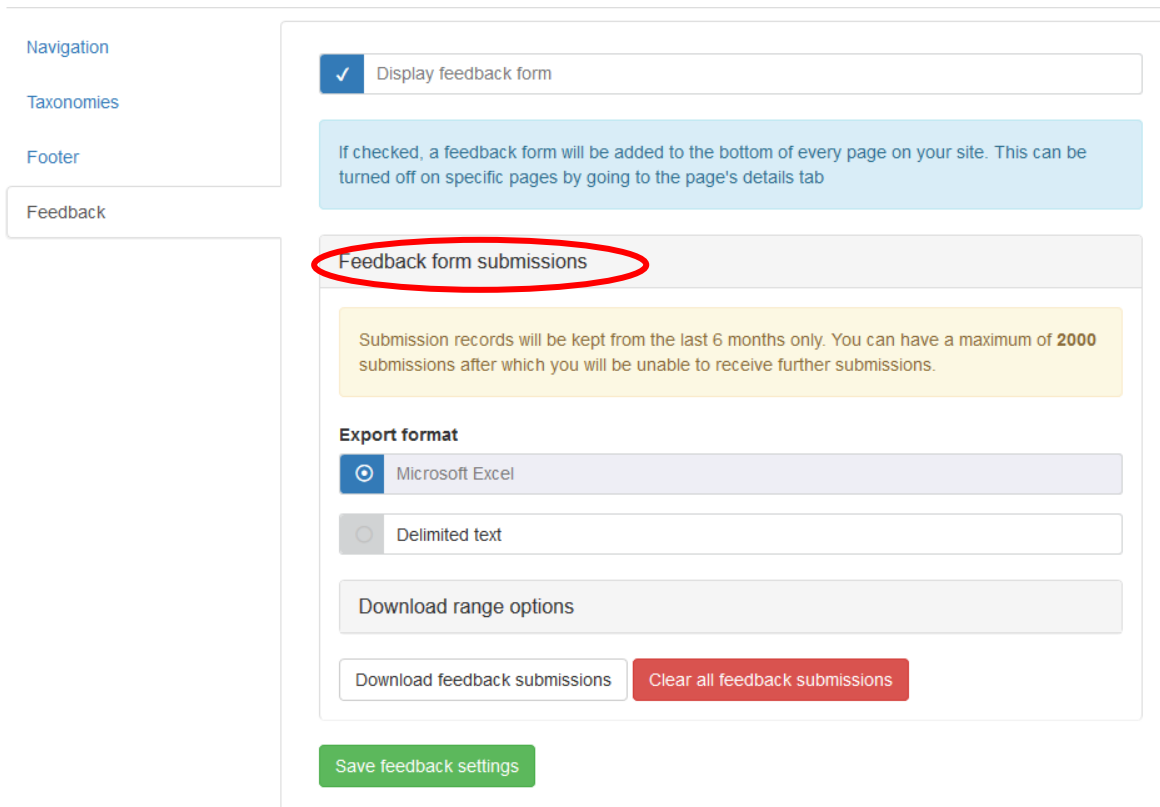 Navigation
Taxonomies
Footer
Feedback
Display feedback form
If checked, a feedback form will be added to the bottom of every page on your site. This can be
turned off on specific pages by going to the page's details tab
Feedback form submissions
Submission records will be kept from the last 6 months only. You can have a maximum of 2000
submissions after which you will be unable to receive further submissions.
Export format
Microsoft Excel
Delimited text
Download range options
Download feedback submissions
Clear all feedback submissions
Save feedback settings